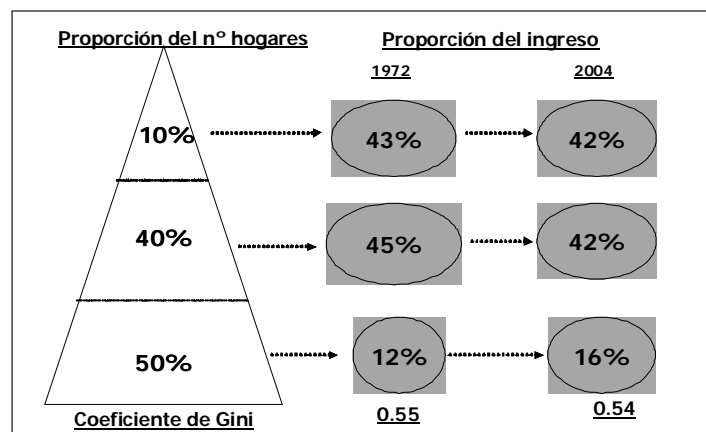 Proporción del nº hogares Proporción del ingreso
1972 2004
10% 43% 42%
40% 45% 42%
50% 12% 16%
Coeficiente de Gini 0.55 0.54